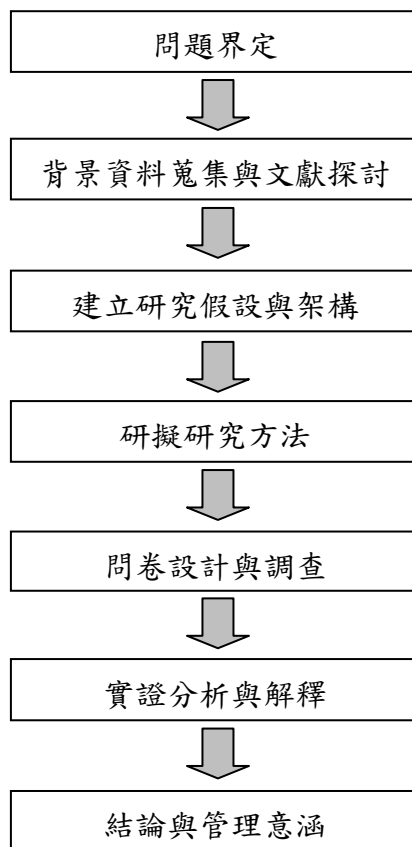 問題界定
背景資料蒐集與文獻探討
建立研究假設與架構
研擬研究方法
問卷設計與調查
實證分析與解釋
結論與管理意涵